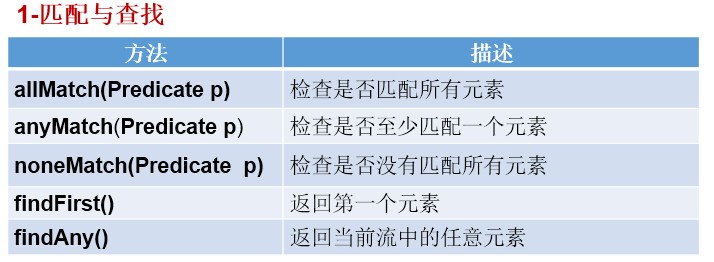 1-匹配与查找
方法 描述
allMatch(Predicate p) 检查是否匹配所有元素
anyMatch(Predicate p) 检查是否至少匹配一个元素
noneMatch(Predicate  p) 检查是否没有匹配所有元素
findFirst() 返回第一个元素
findAny() 返回当前流中的任意元素